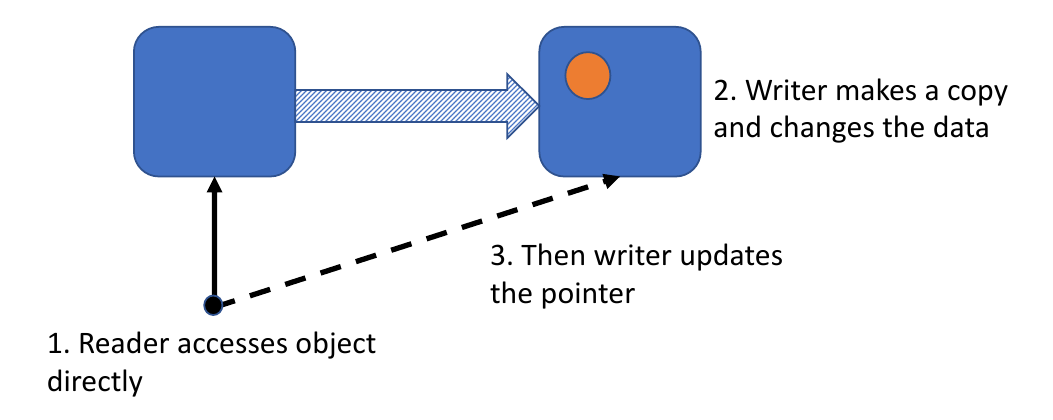 2. Writer makes a copy
and changes the data
3. Then writer updates
the pointer
1. Reader accesses object
directly